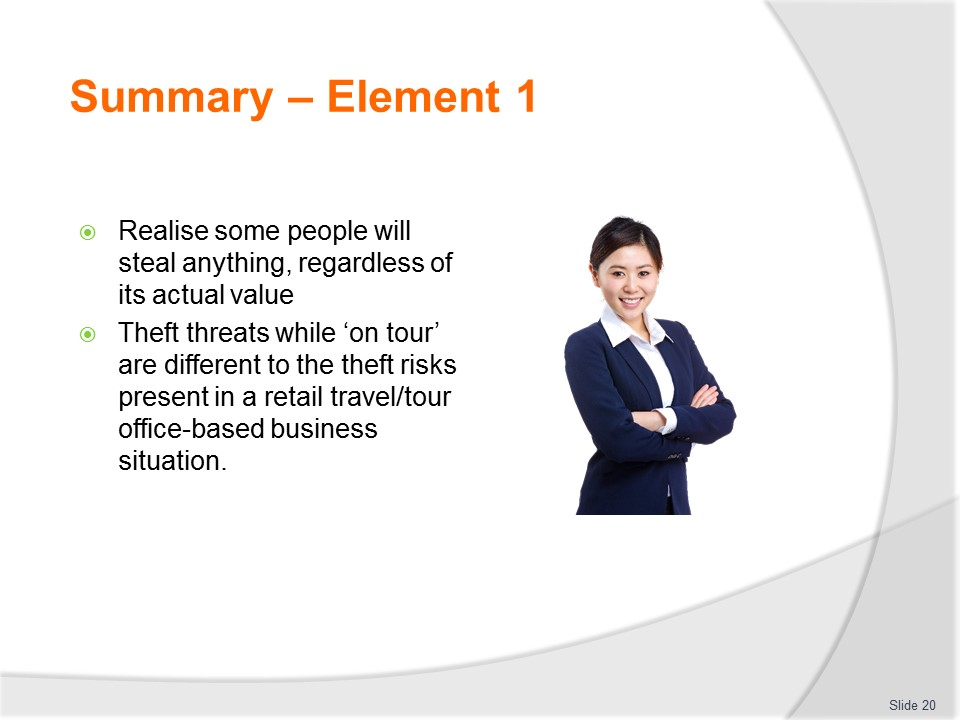 Summary – Element 1
Realise some people will
steal anything, regardless of
its actual value
Theft threats while ‘on tour’
are different to the theft risks
present in a retail travel/tour
office-based business
situation.
Slide 20